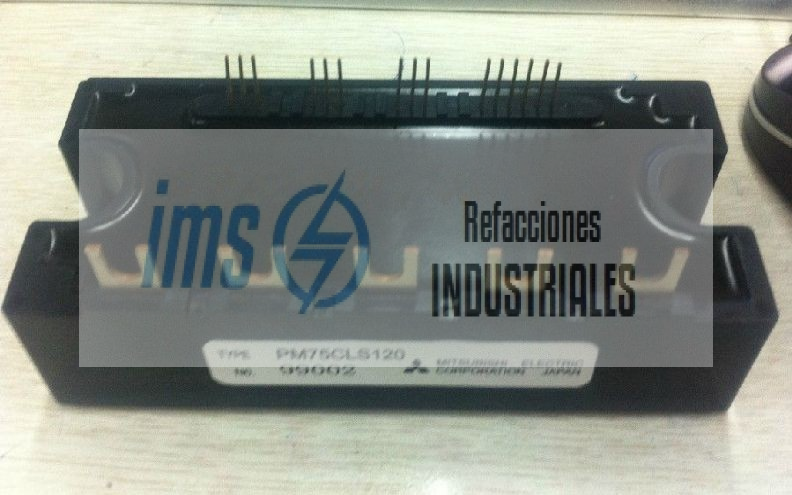 ims Refacciones
INDUSTRIALES
TYPE PM75CLS120
NO. 99002 MITSUBISHI ELECTRIC
CORPORATION JAPAN